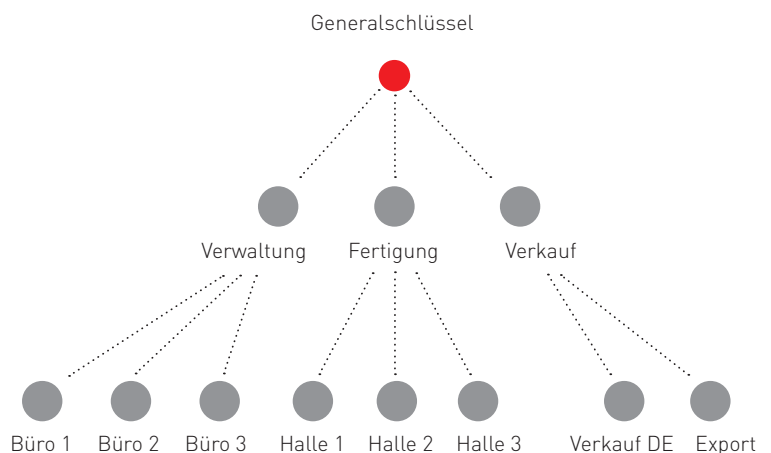 Generalschlüssel
Verwaltung Fertigung Verkauf
Büro 1 Büro 2 Büro 3 Halle 1 Halle 2 Halle 3 Verkauf DE Export